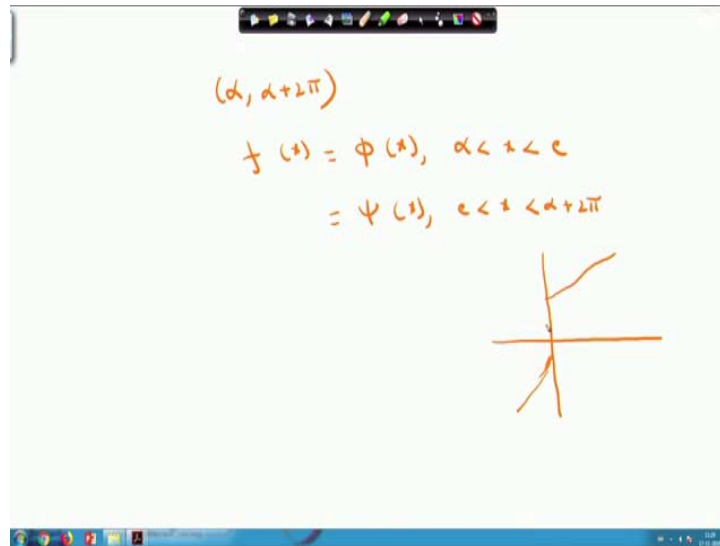 (α, α+2π)
f (x) = φ (x), α < x < c
= ψ (x), c < x < α+2π